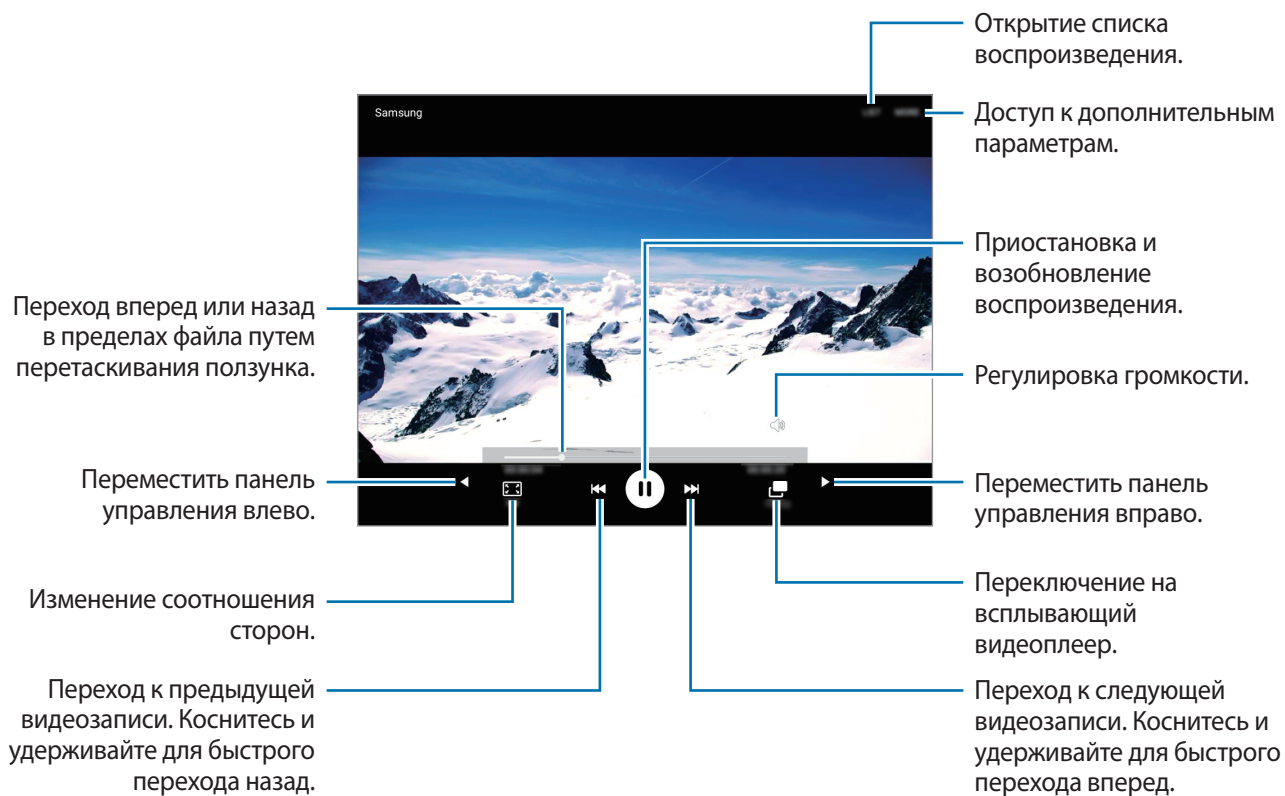 Открытие списка
воспроизведения.
Samsung
Доступ к дополнительным
параметрам.
Приостановка и
возобновление
воспроизведения.
Переход вперед или назад
в пределах файла путем
перетаскивания ползунка.
Регулировка громкости.
Переместить панель
управления влево.
Переместить панель
управления вправо.
Изменение соотношения
сторон.
Переключение на
всплывающий
видеоплеер.
Переход к предыдущей
видеозаписи. Коснитесь и
удерживайте для быстрого
перехода назад.
Переход к следующей
видеозаписи. Коснитесь и
удерживайте для быстрого
перехода вперед.